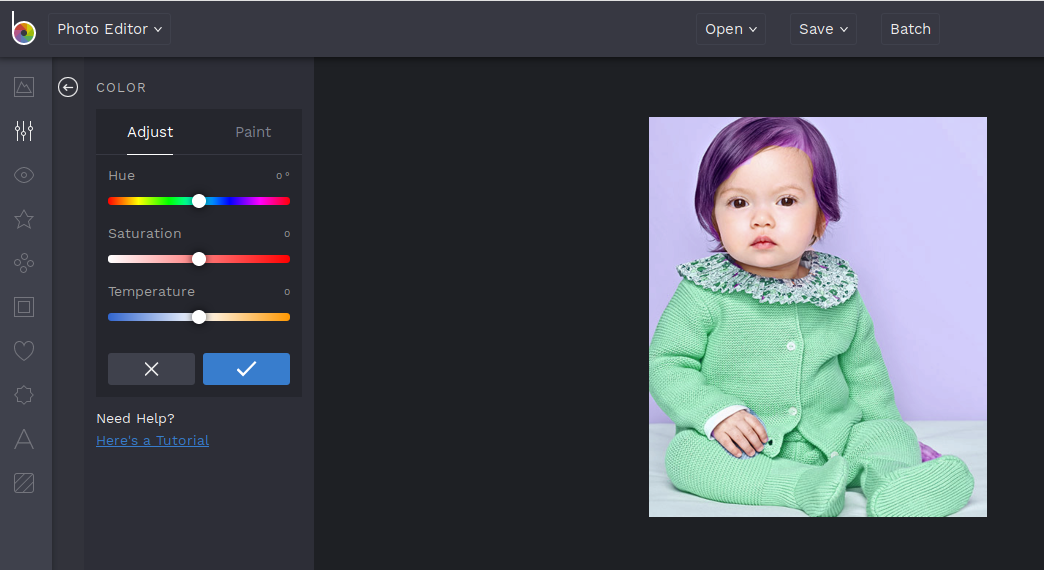 Photo Editor
Open
Save
Batch
COLOR
Adjust Paint
Hue 0 °
Saturation 0
Temperature 0
Need Help?
Here's a Tutorial